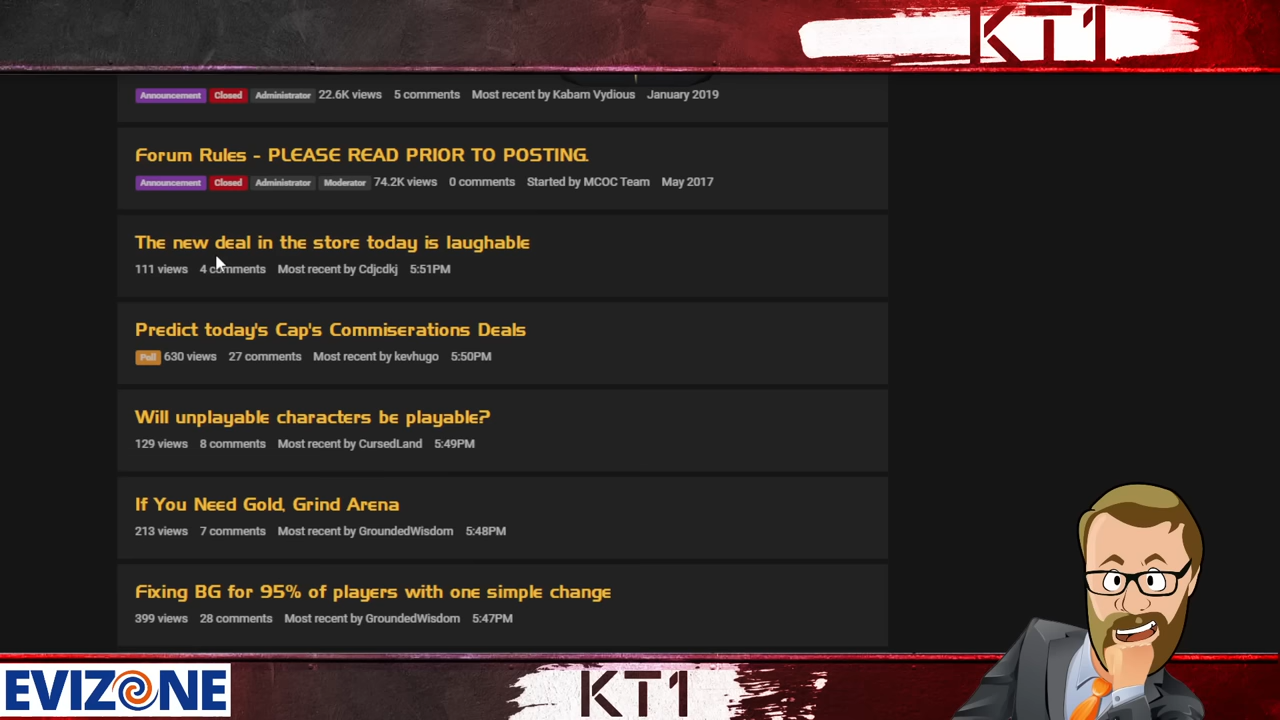 KT1
Announcement Closed Administrator 22.6K views 5 comments Most recent by Kabam Vydious January 2019
Forum Rules - PLEASE READ PRIOR TO POSTING.
Announcement Closed Administrator Moderator 74.2K views 0 comments Started by MCOC Team May 2017
The new deal in the store today is laughable
111 views 4 comments Most recent by Cdjcdkj 5:51PM
Predict today's Cap's Commiserations Deals
Poll 630 views 27 comments Most recent by kevhugo 5:50PM
Will unplayable characters be playable?
129 views 8 comments Most recent by CursedLand 5:49PM
If You Need Gold, Grind Arena
213 views 7 comments Most recent by GroundedWisdom 5:48PM
Fixing BG for 95% of players with one simple change
399 views 28 comments Most recent by GroundedWisdom 5:47PM
EVIZONE
KT1